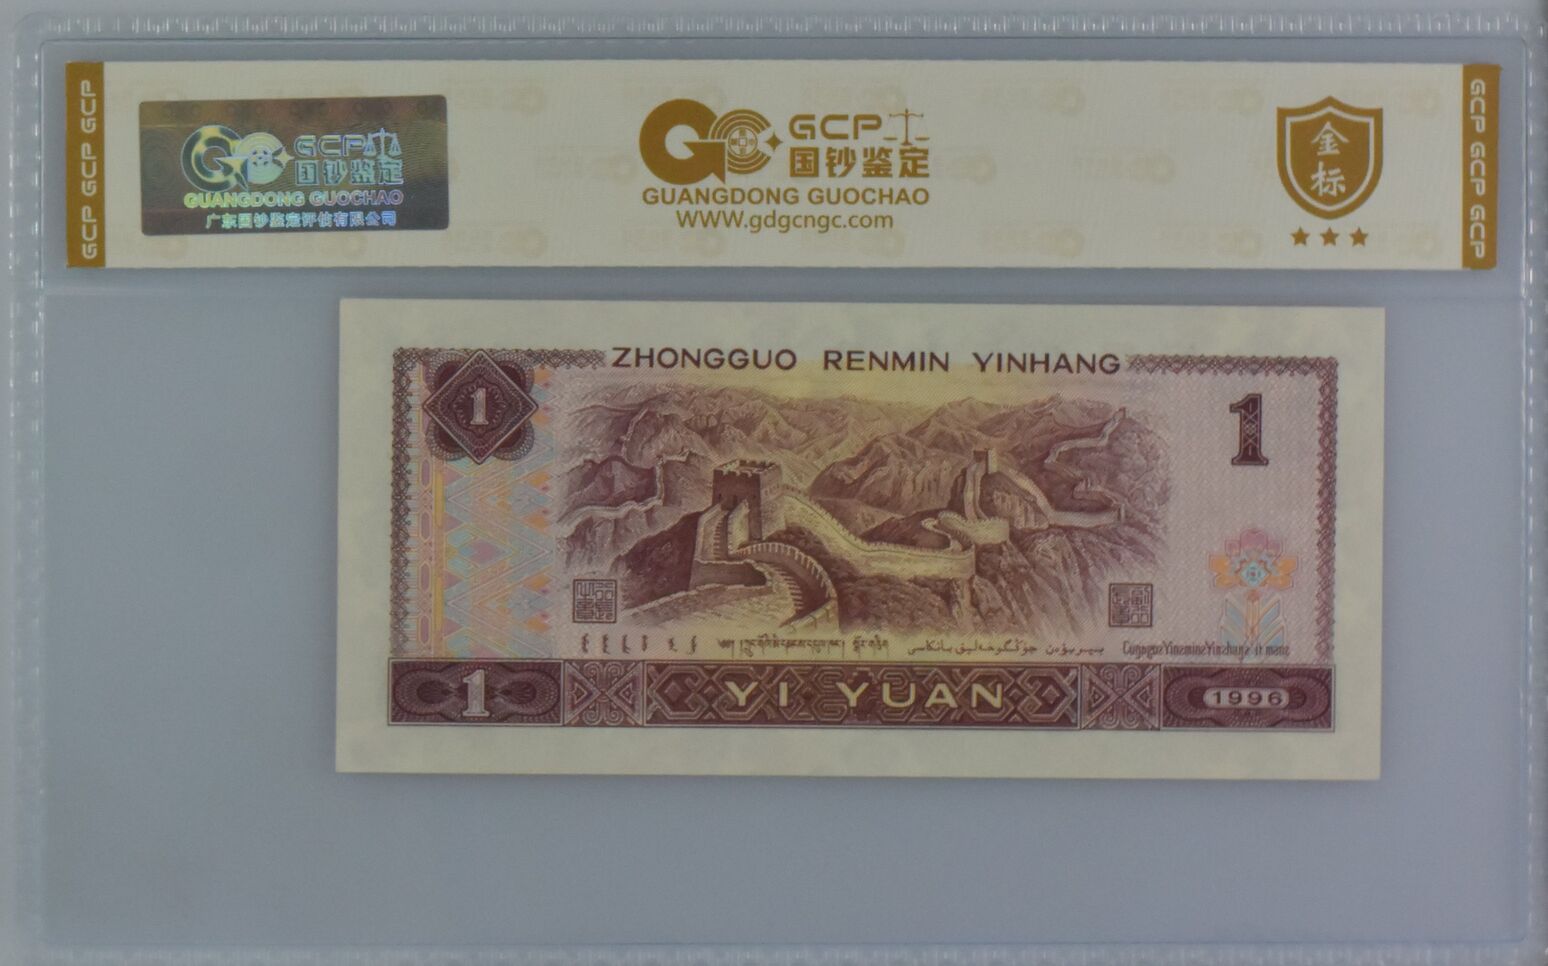 GCP GCP GCP
GCP
国钞鉴定
GUANGDONG GUOCHAO
广东国钞鉴定评估有限公司
GCP
国钞鉴定
GUANGDONG GUOCHAO
WWW.gdgcngc.com
金
标
GCP GCP GCP
ZHONGGUO RENMIN YINHANG
1
1
1
YI YUAN
1996